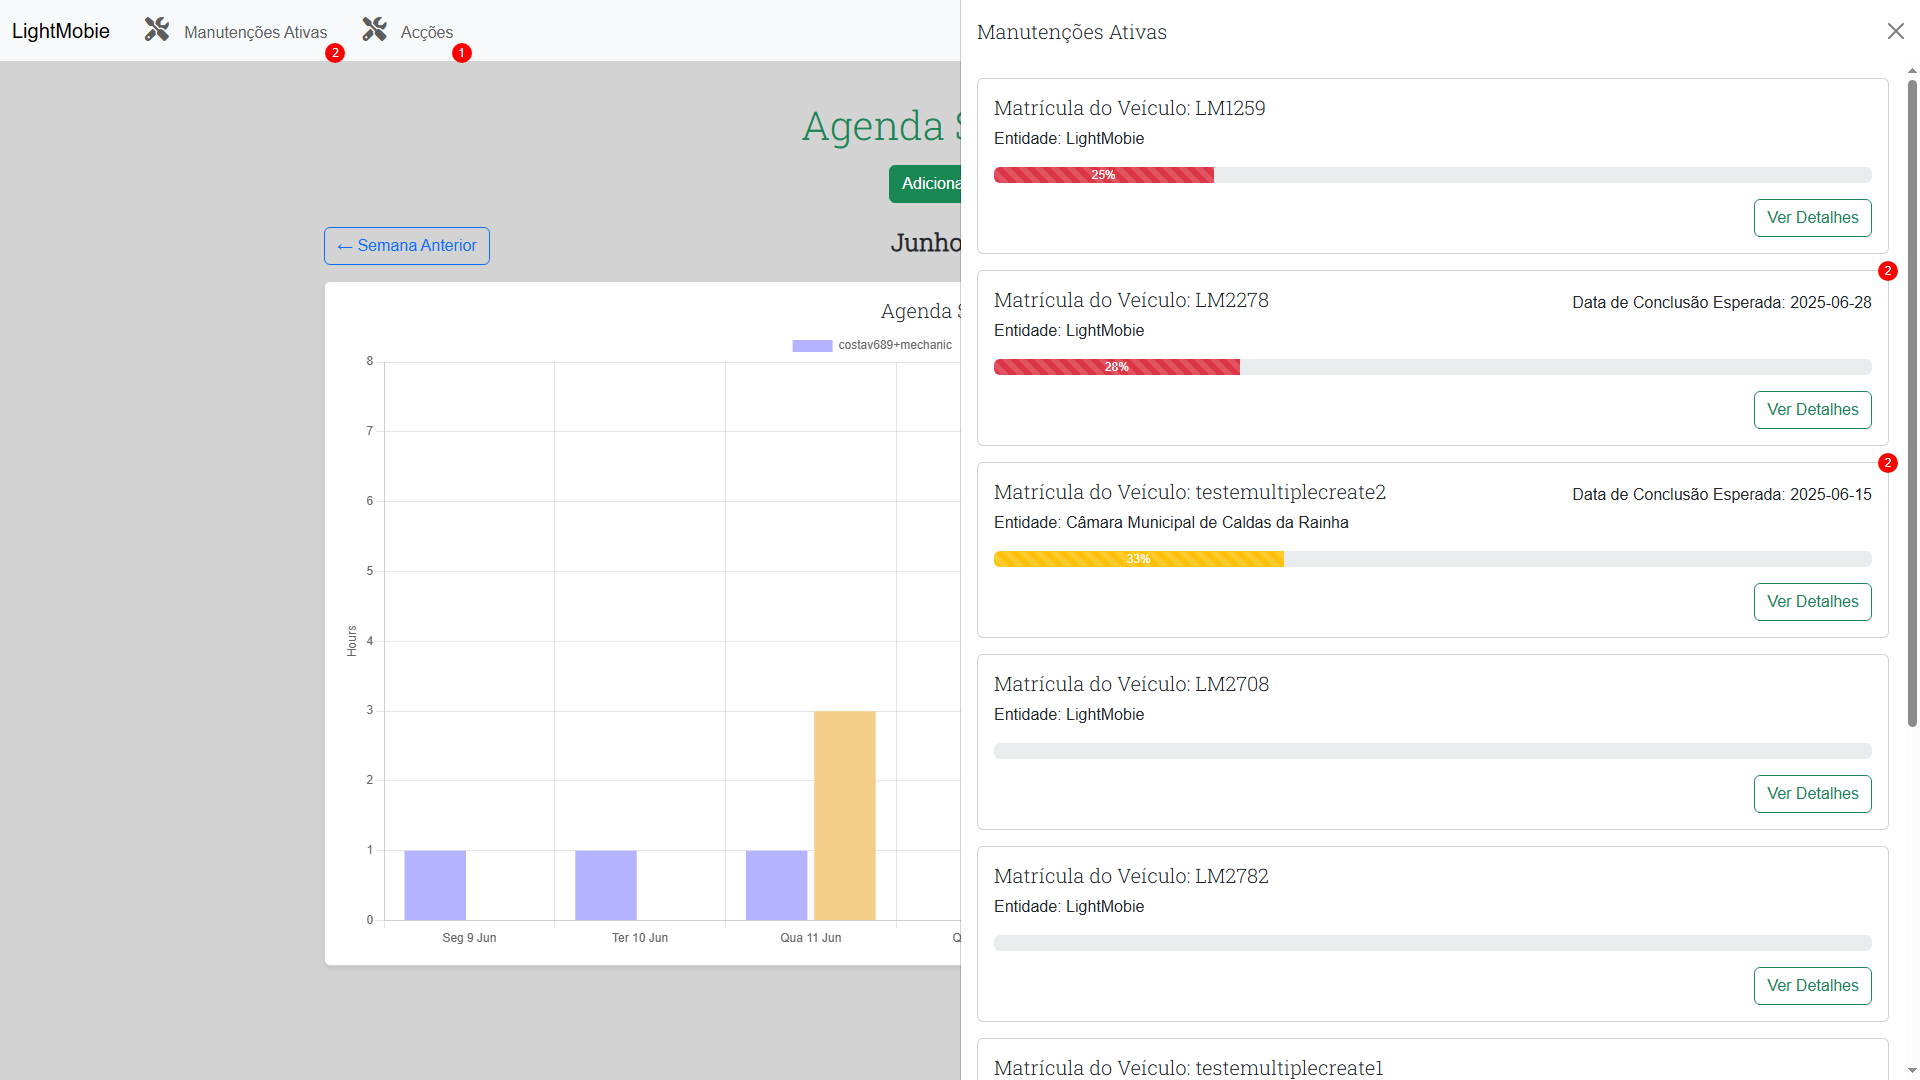 LightMobie
Manutenções Ativas
2
Acções
1
Agenda
Adiciona
← Semana Anterior
Junho
Agenda
costav689+mechanic
8
7
6
5
4
3
2
1
0
Hours
Seg 9 Jun
Ter 10 Jun
Qua 11 Jun
Manutenções Ativas
Matrícula do Veículo: LM1259
Entidade: LightMobie
25%
Ver Detalhes
2
Matrícula do Veículo: LM2278
Data de Conclusão Esperada: 2025-06-28
Entidade: LightMobie
28%
Ver Detalhes
2
Matrícula do Veículo: testemultiplecreate2
Data de Conclusão Esperada: 2025-06-15
Entidade: Câmara Municipal de Caldas da Rainha
33%
Ver Detalhes
Matrícula do Veículo: LM2708
Entidade: LightMobie
Ver Detalhes
Matrícula do Veículo: LM2782
Entidade: LightMobie
Ver Detalhes
Matrícula do Veículo: testemultiplecreate1